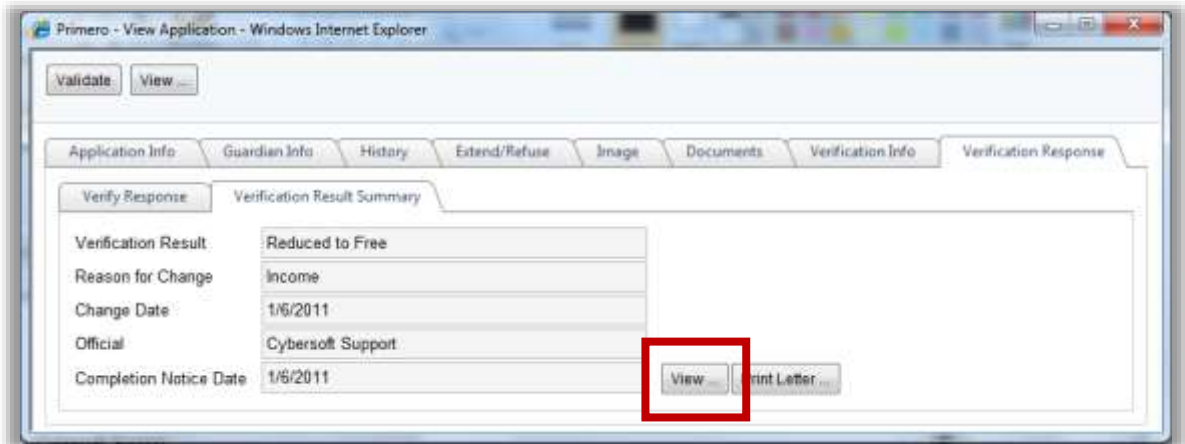 Primero - View Application - Windows Internet Explorer
Validate View ...
Application Info Guardian Info History Extend/Refuse Image Documents Verification Info Verification Response
Verify Response Verification Result Summary
Verification Result Reduced to Free
Reason for Change Income
Change Date 1/6/2011
Official Cybersoft Support
Completion Notice Date 1/6/2011 View ... Print Letter ...